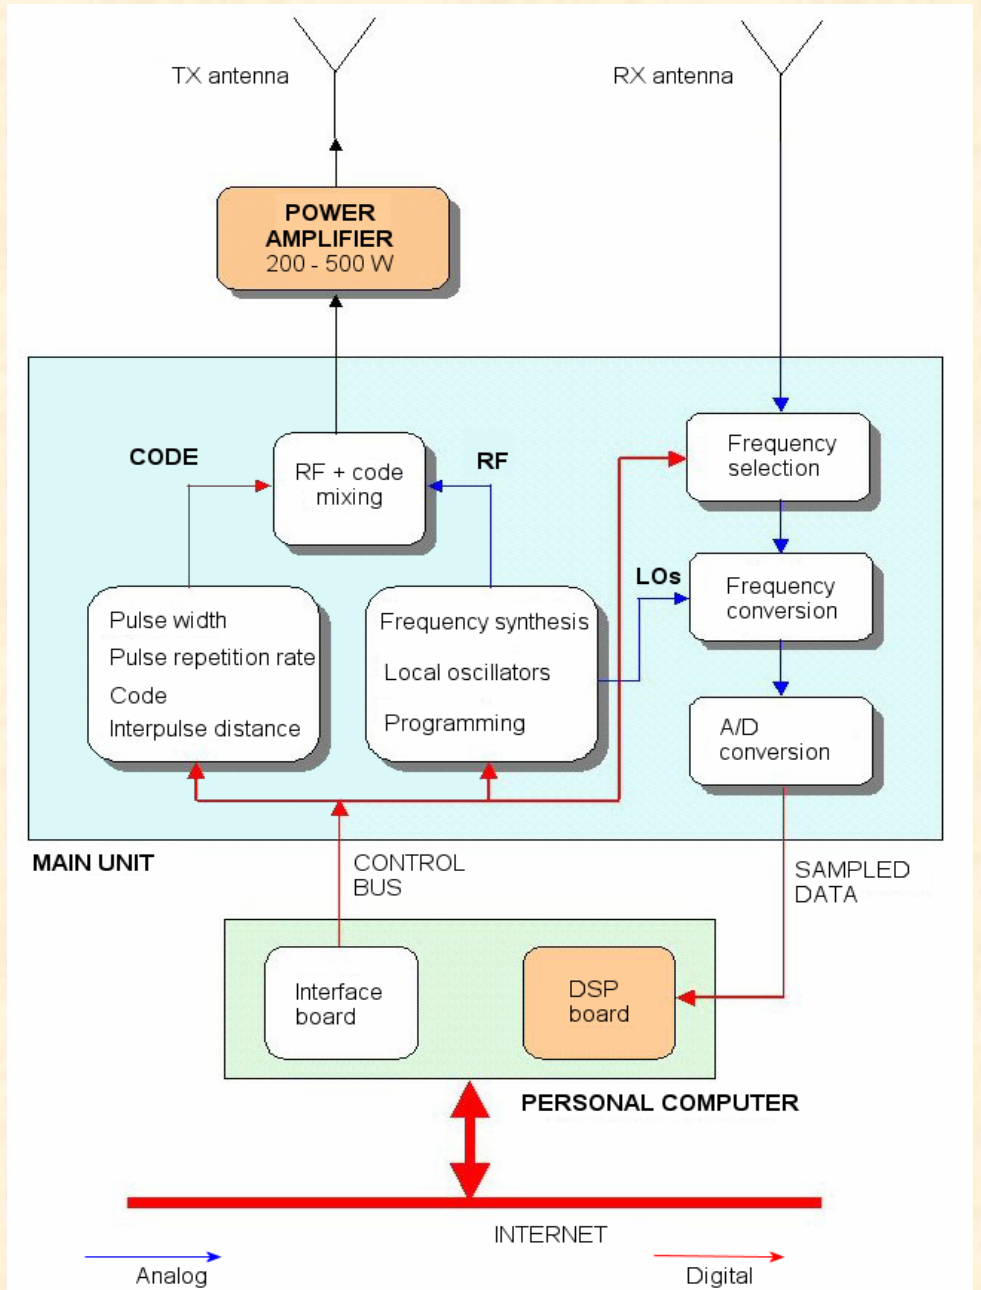 TX antenna
RX antenna
POWER
AMPLIFIER
200 - 500 W
CODE
RF + code
mixing
RF
Frequency
selection
LOs
Frequency
conversion
Pulse width
Pulse repetition rate
Code
Interpulse distance
Frequency synthesis
Local oscillators
Programming
A/D
conversion
MAIN UNIT
CONTROL
BUS
SAMPLED
DATA
Interface
board
DSP
board
PERSONAL COMPUTER
INTERNET
Analog
Digital